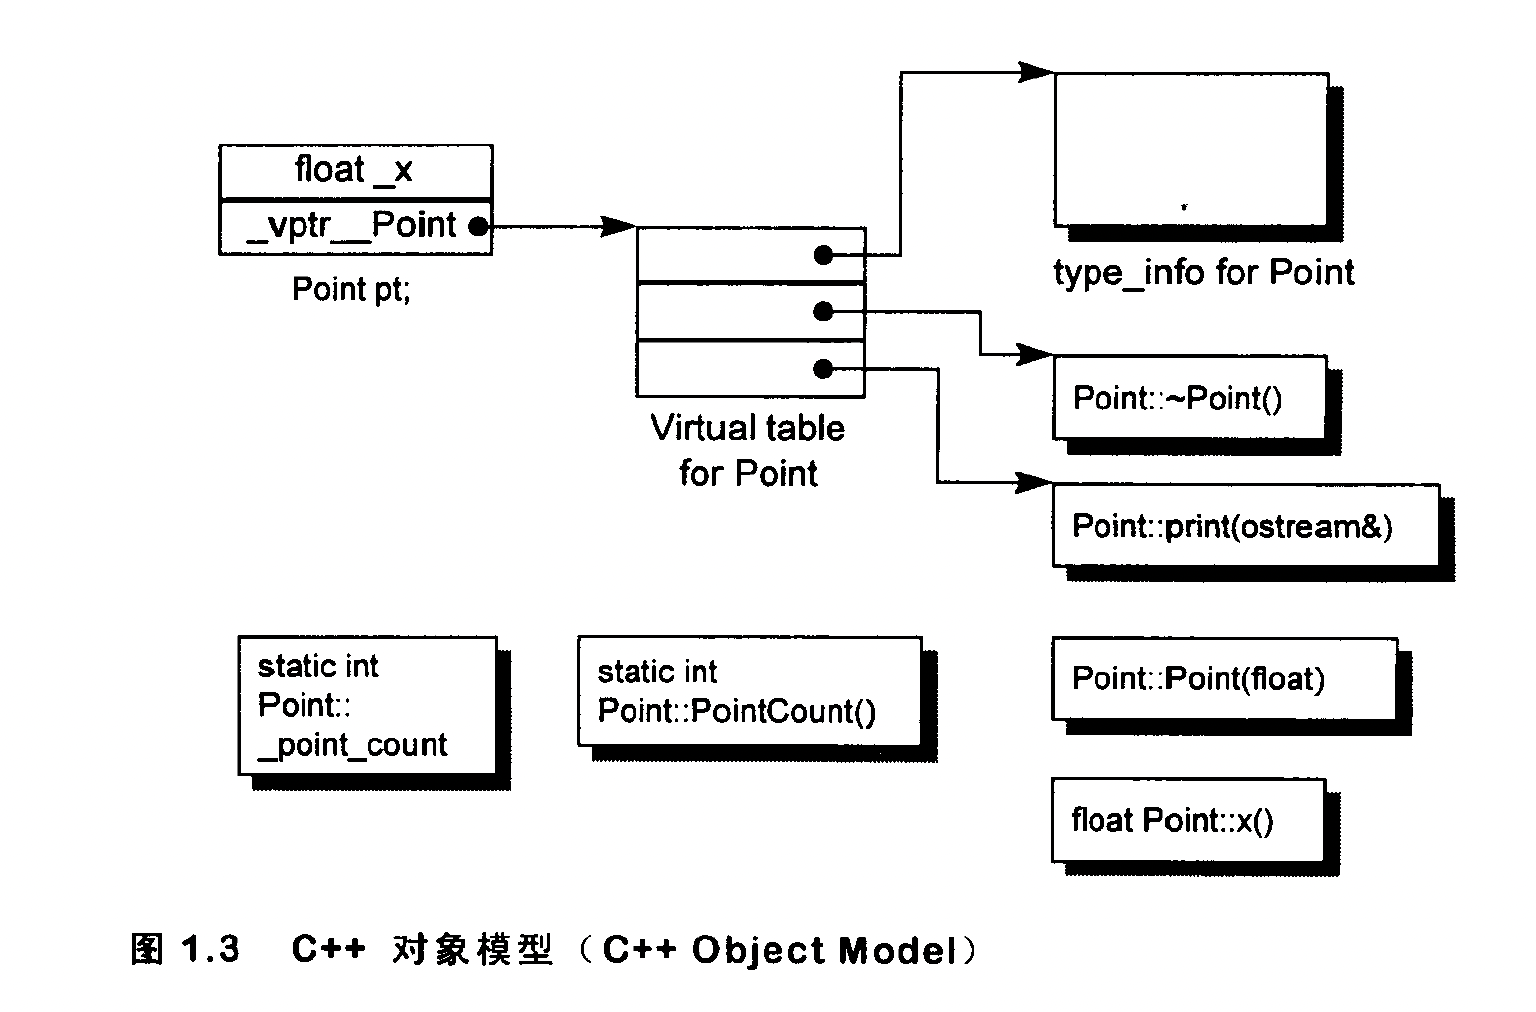 float _x
_vptr__Point
Point pt;
Virtual table
for Point
type_info for Point
Point::~Point()
Point::print(ostream&)
static int
Point::
_point_count
static int
Point::PointCount()
Point::Point(float)
float Point::x()
图 1.3 C++ 对象模型（C++ Object Model）